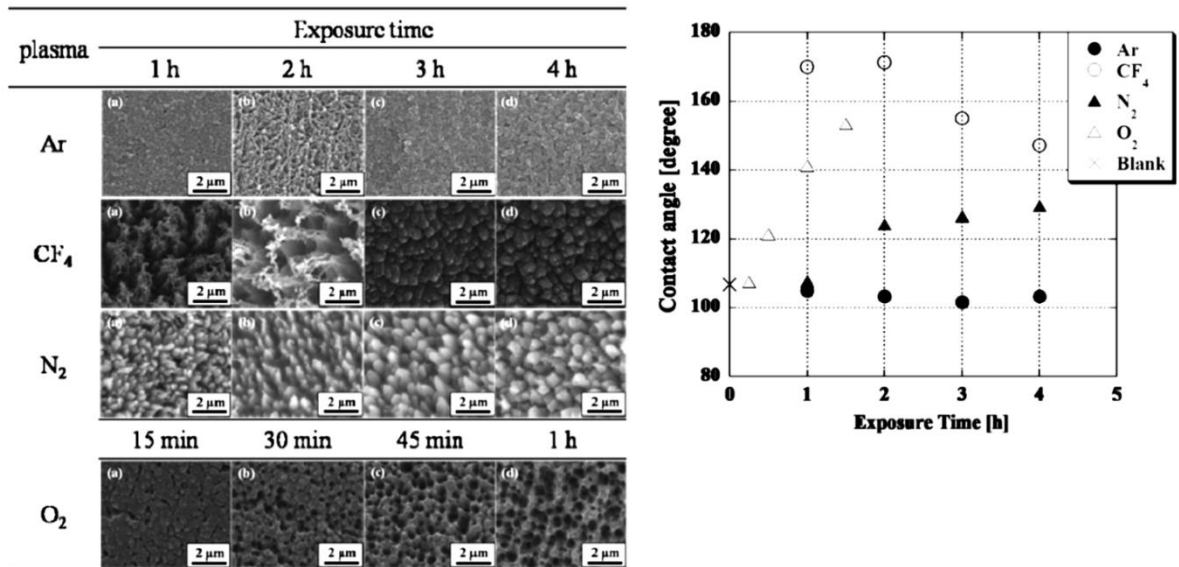 plasma
Exposure time
1 h 2 h 3 h 4 h
Ar
(a) (b) (c) (d)
2 µm 2 µm 2 µm 2 µm
CF4
(a) (b) (c) (d)
2 µm 2 µm 2 µm 2 µm
N2
(a) (b) (c) (d)
2 µm 2 µm 2 µm 2 µm
15 min 30 min 45 min 1 h
O2
(a) (b) (c) (d)
2 µm 2 µm 2 µm 2 µm
Contact angle [degree]
180
160
140
120
100
80
0 1 2 3 4 5
Exposure Time [h]
Ar
CF4
N2
O2
Blank